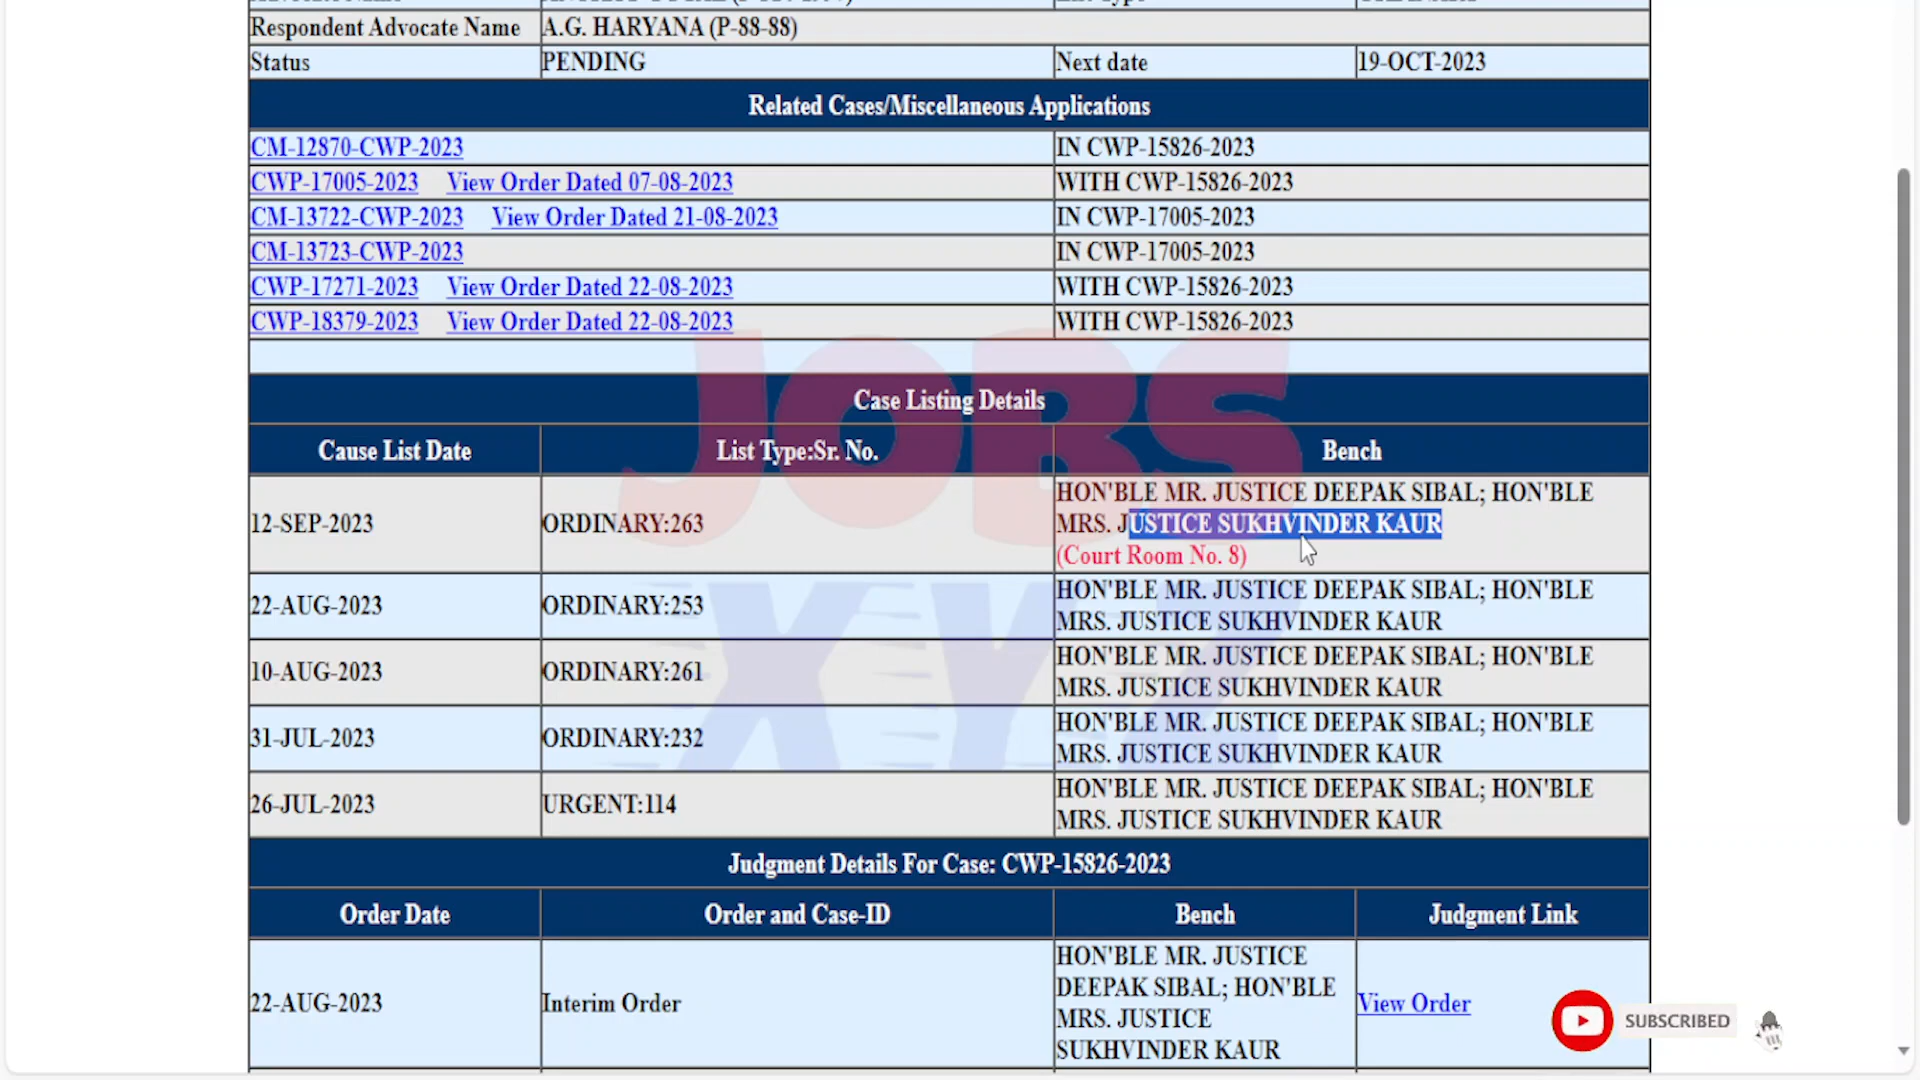 Respondent Advocate Name A.G. HARYANA (P-88-88)
Status PENDING Next date 19-OCT-2023
Related Cases/Miscellaneous Applications
CM-12870-CWP-2023 IN CWP-15826-2023
CWP-17005-2023 View Order Dated 07-08-2023 WITH CWP-15826-2023
CM-13722-CWP-2023 View Order Dated 21-08-2023 IN CWP-17005-2023
CM-13723-CWP-2023 IN CWP-17005-2023
CWP-17271-2023 View Order Dated 22-08-2023 WITH CWP-15826-2023
CWP-18379-2023 View Order Dated 22-08-2023 WITH CWP-15826-2023
Case Listing Details
Cause List Date List Type:Sr. No. Bench
12-SEP-2023 ORDINARY:263 HON'BLE MR. JUSTICE DEEPAK SIBAL; HON'BLE
MRS. JUSTICE SUKHVINDER KAUR
(Court Room No. 8)
22-AUG-2023 ORDINARY:253 HON'BLE MR. JUSTICE DEEPAK SIBAL; HON'BLE
MRS. JUSTICE SUKHVINDER KAUR
10-AUG-2023 ORDINARY:261 HON'BLE MR. JUSTICE DEEPAK SIBAL; HON'BLE
MRS. JUSTICE SUKHVINDER KAUR
31-JUL-2023 ORDINARY:232 HON'BLE MR. JUSTICE DEEPAK SIBAL; HON'BLE
MRS. JUSTICE SUKHVINDER KAUR
26-JUL-2023 URGENT:114 HON'BLE MR. JUSTICE DEEPAK SIBAL; HON'BLE
MRS. JUSTICE SUKHVINDER KAUR
JOBS
XYZ
Judgment Details For Case: CWP-15826-2023
Order Date Order and Case-ID Bench Judgment Link
22-AUG-2023 Interim Order HON'BLE MR. JUSTICE
DEEPAK SIBAL; HON'BLE
MRS. JUSTICE
SUKHVINDER KAUR
View Order
SUBSCRIBED